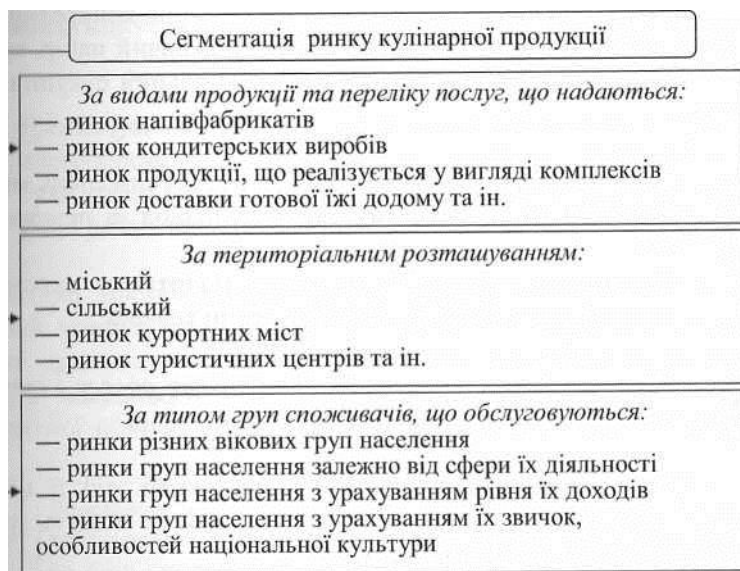 Сегментація ринку кулінарної продукції
За видами продукції та переліку послуг, що надаються:
— ринок напівфабрикатів
— ринок кондитерських виробів
— ринок продукції, що реалізується у вигляді комплексів
— ринок доставки готової їжі додому та ін.
За територіальним розташуванням:
— міський
— сільський
— ринок курортних міст
— ринок туристичних центрів та ін.
За типом груп споживачів, що обслуговуються:
— ринки різних вікових груп населення
— ринки груп населення залежно від сфери їх діяльності
— ринки груп населення з урахуванням рівня їх доходів
— ринки груп населення з урахуванням їх звичок,
особливостей національної культури